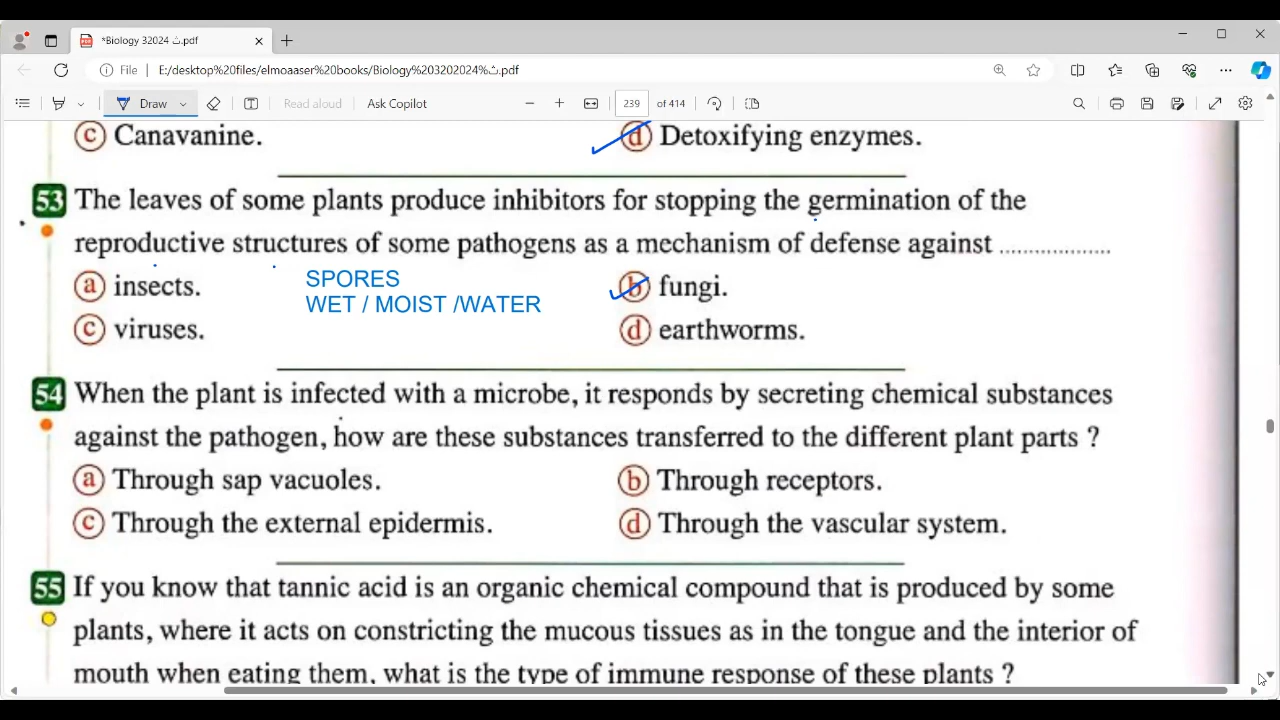 *Biology 32024 ث.pdf
File
E:/desktop%20files/elmoaaser%20books/Biology%203202024%ث.pdf
Draw
Read aloud
Ask Copilot
239
of 414
c Canavanine.
d Detoxifying enzymes.
53 The leaves of some plants produce inhibitors for stopping the germination of the
reproductive structures of some pathogens as a mechanism of defense against ..................
a insects.
SPORES
b fungi.
WET / MOIST /WATER
c viruses.
d earthworms.
54 When the plant is infected with a microbe, it responds by secreting chemical substances
against the pathogen, how are these substances transferred to the different plant parts ?
a Through sap vacuoles.
b Through receptors.
c Through the external epidermis.
d Through the vascular system.
55 If you know that tannic acid is an organic chemical compound that is produced by some
plants, where it acts on constricting the mucous tissues as in the tongue and the interior of
mouth when eating them, what is the type of immune response of these plants ?